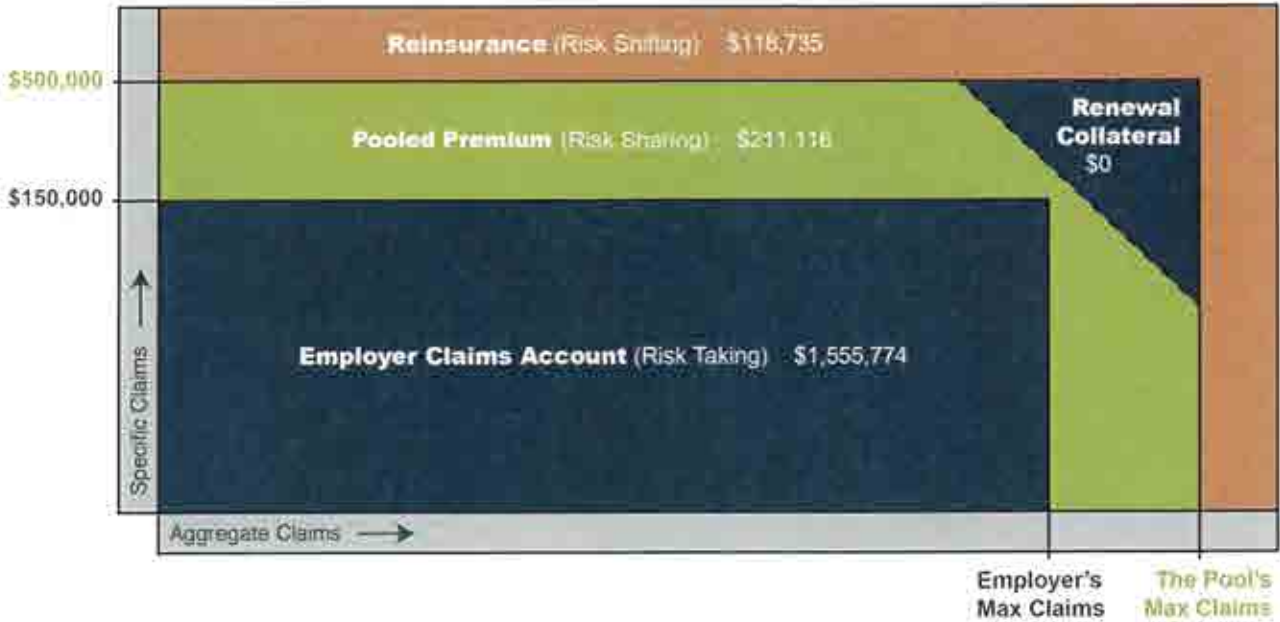 Reinsurance (Risk Shifting) $118,735
$500,000
Renewal
Collateral
$0
Pooled Premium (Risk Sharing) $211,116
$150,000
Employer Claims Account (Risk Taking) $1,555,774
Specific Claims
Aggregate Claims
Employer's
Max Claims
The Pool's
Max Claims